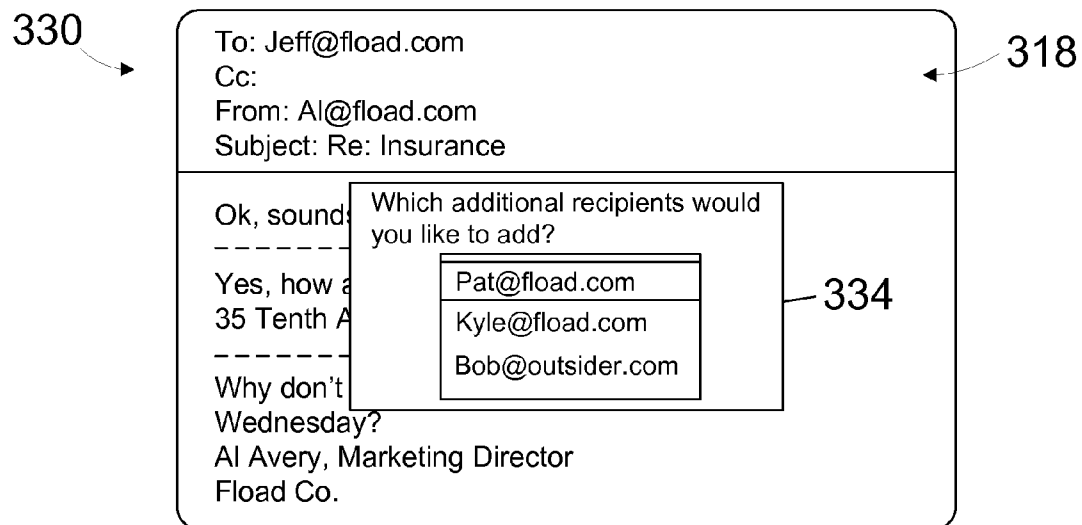 330
318
To: Jeff@fload.com
Cc:
From: Al@fload.com
Subject: Re: Insurance
Ok, sounds
Which additional recipients would
you like to add?
Pat@fload.com
Kyle@fload.com
Bob@outsider.com
334
Yes, how a
35 Tenth A
Why don't
Wednesday?
Al Avery, Marketing Director
Fload Co.